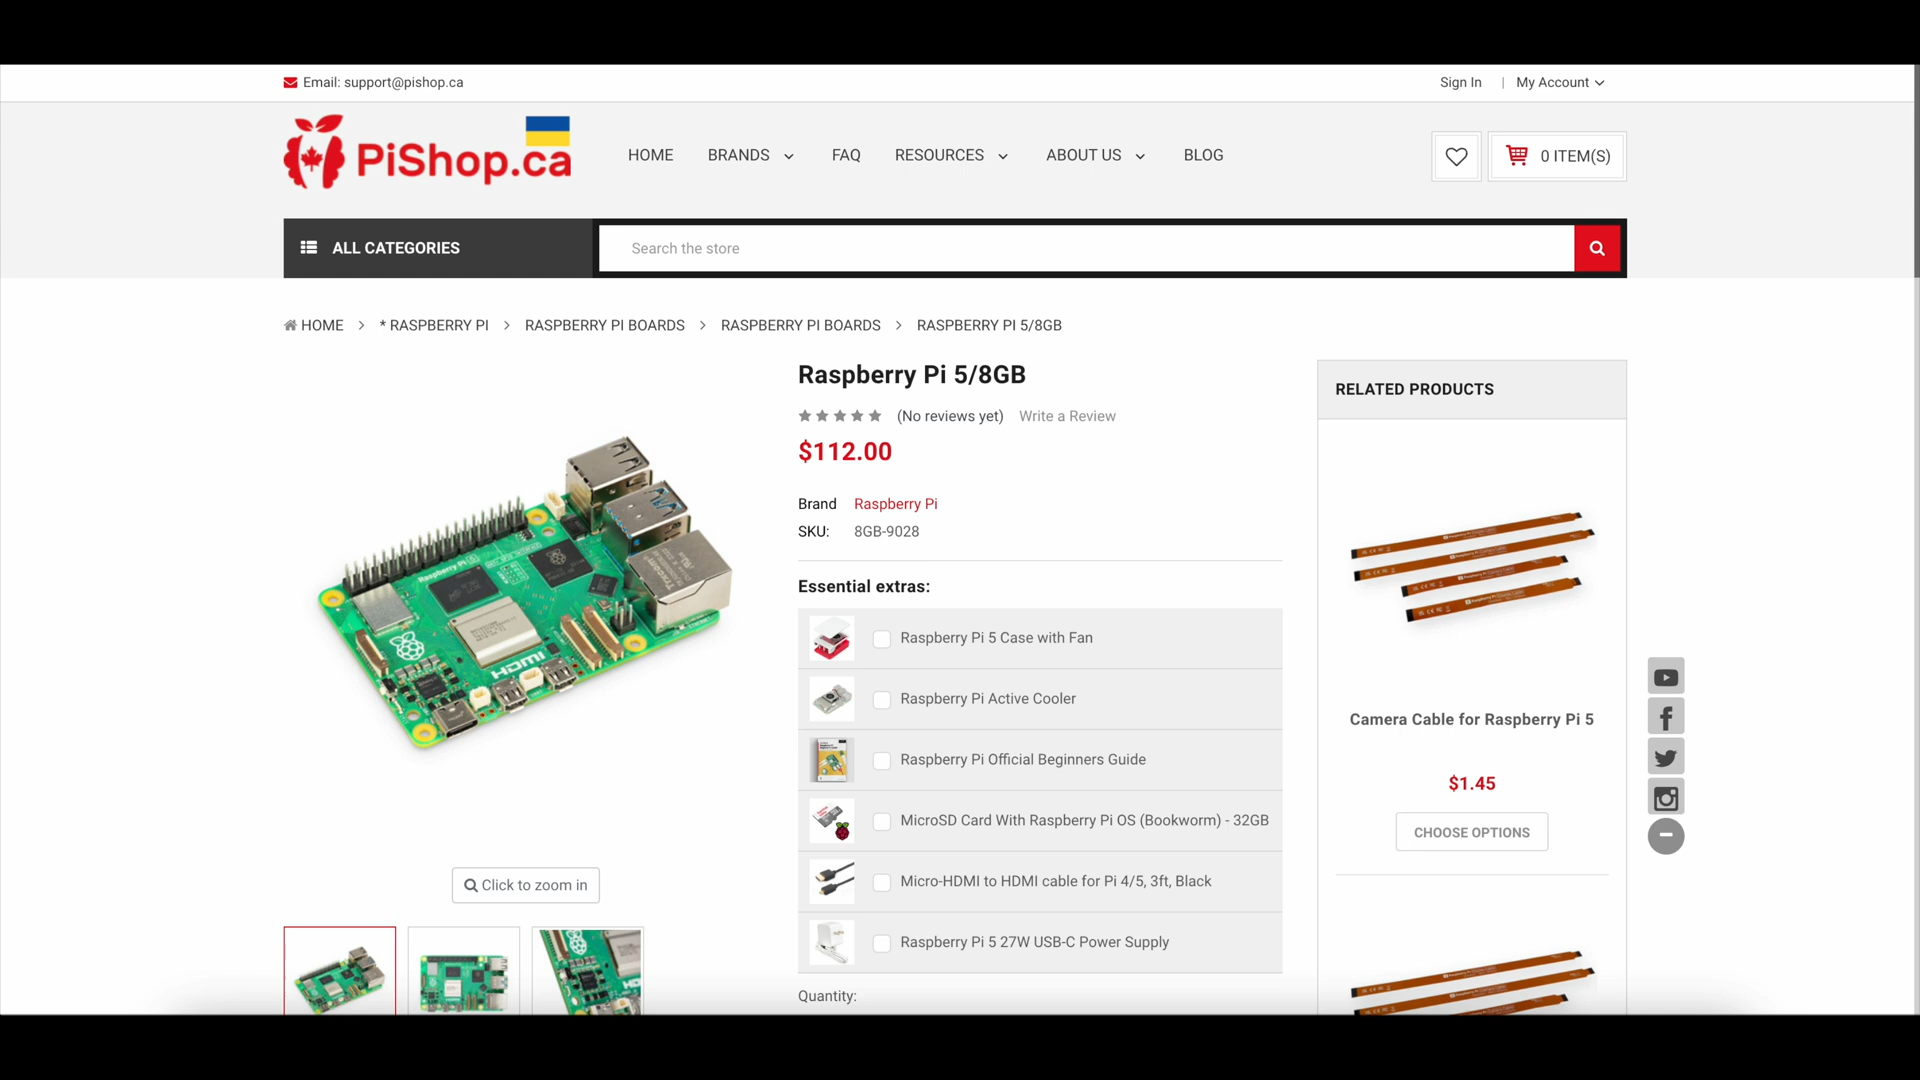 Email: support@pishop.ca
Sign In | My Account
PiShop.ca
HOME BRANDS FAQ RESOURCES ABOUT US BLOG
0 ITEM(S)
ALL CATEGORIES
Search the store
HOME > * RASPBERRY PI > RASPBERRY PI BOARDS > RASPBERRY PI BOARDS > RASPBERRY PI 5/8GB
Raspberry Pi 5/8GB
(No reviews yet) Write a Review
$112.00
Brand Raspberry Pi
SKU: 8GB-9028
Essential extras:
Raspberry Pi 5 Case with Fan
Raspberry Pi Active Cooler
Raspberry Pi Official Beginners Guide
MicroSD Card With Raspberry Pi OS (Bookworm) - 32GB
Micro-HDMI to HDMI cable for Pi 4/5, 3ft, Black
Raspberry Pi 5 27W USB-C Power Supply
Quantity:
Raspberry Pi 5
HDMI
Click to zoom in
RELATED PRODUCTS
Camera Cable for Raspberry Pi 5
$1.45
CHOOSE OPTIONS